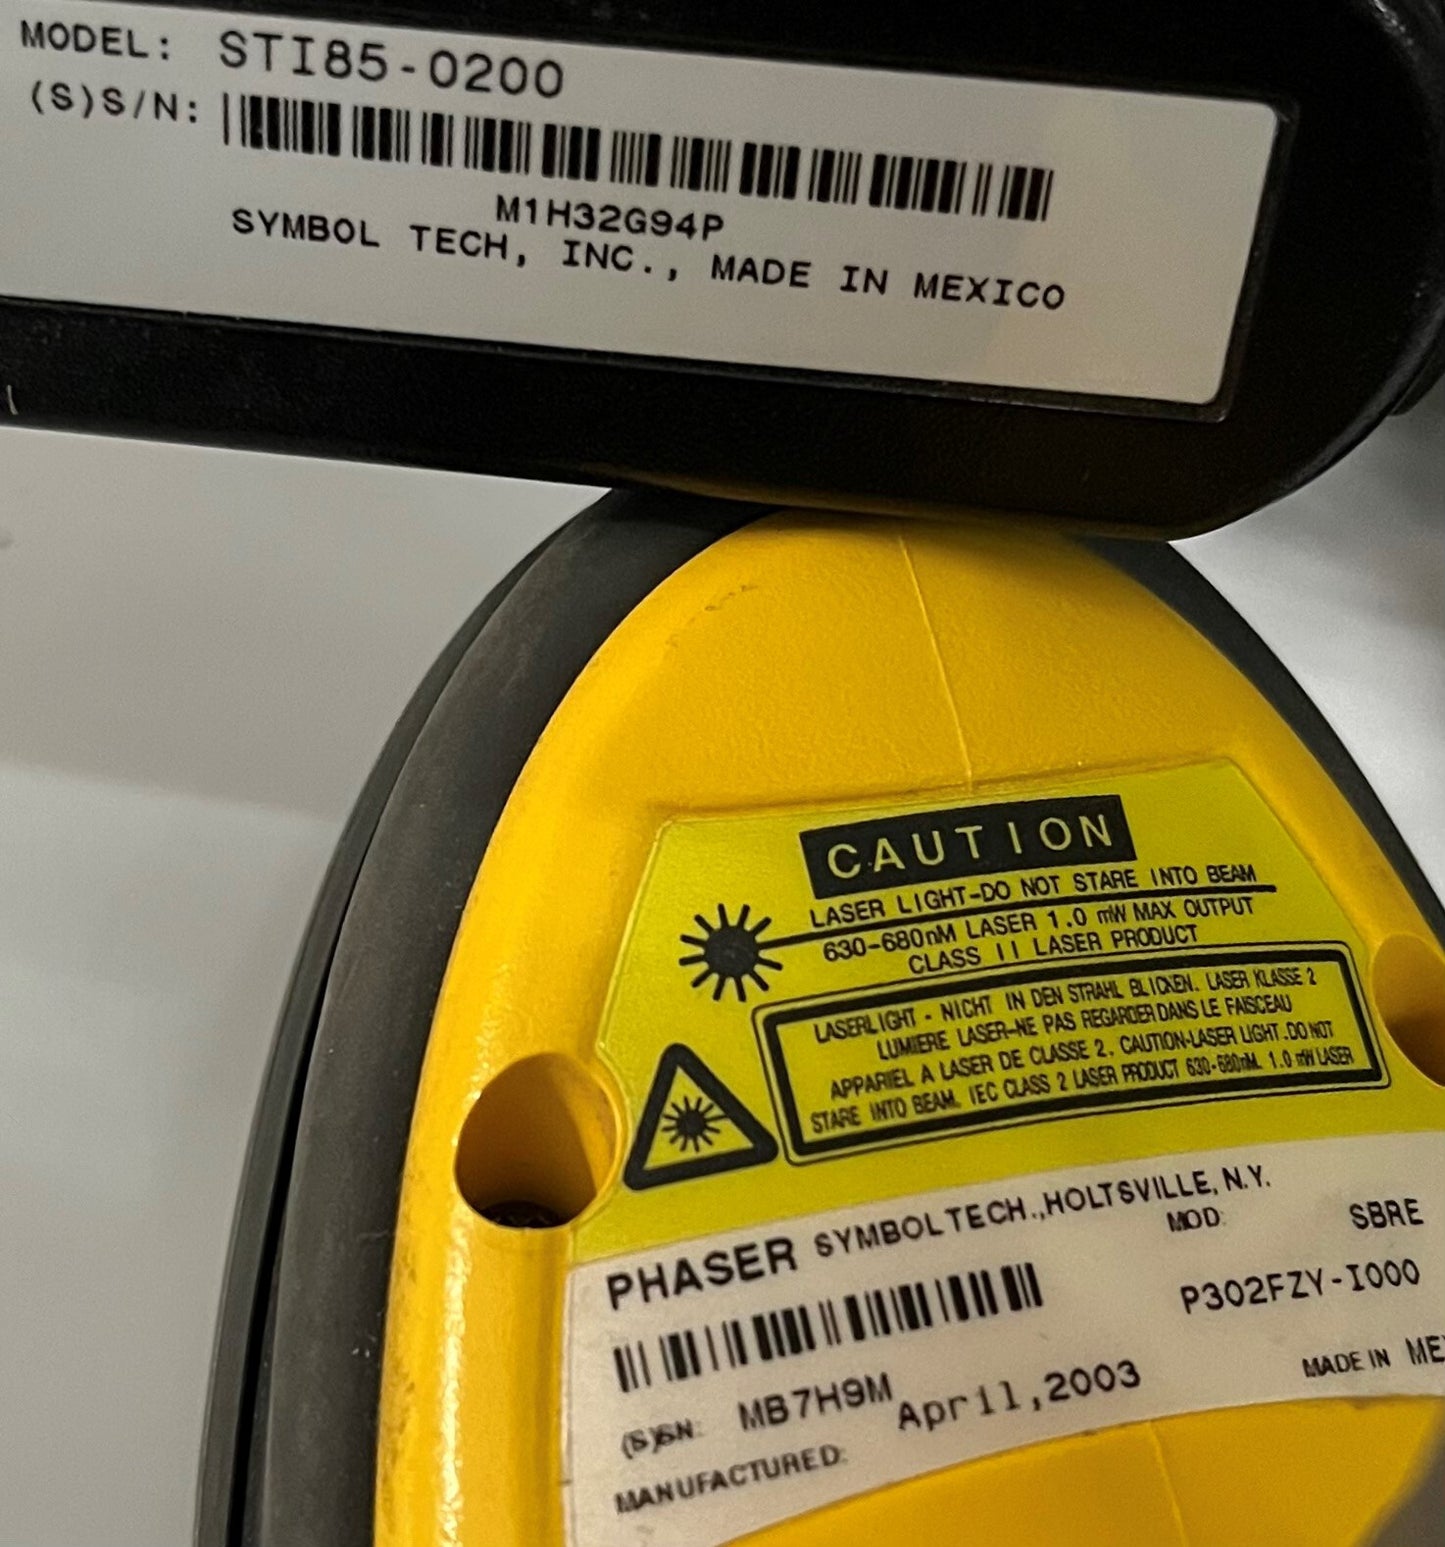 MODEL: STI85-0200
(S)S/N:
M1H32G94P
SYMBOL TECH, INC., MADE IN MEXICO
CAUTION
LASER LIGHT-DO NOT STARE INTO BEAM
630-680nM LASER 1.0 mW MAX OUTPUT
CLASS II LASER PRODUCT
LASERLIGHT - NICHT IN DEN STRAHL BLICKEN. LASER KLASSE 2
LUMIERE LASER-NE PAS REGARDER DANS LE FAISCEAU
APPARIEL A LASER DE CLASSE 2. CAUTION-LASER LIGHT. DO NOT
STARE INTO BEAM. IEC CLASS 2 LASER PRODUCT 630-680nM. 1.0 mW LASER
PHASER SYMBOL TECH.,HOLTSVILLE, N.Y.
MOD: SBRE
P302FZY-I000
(S)SN: MB7H9M
MADE IN ME
MANUFACTURED: April,2003